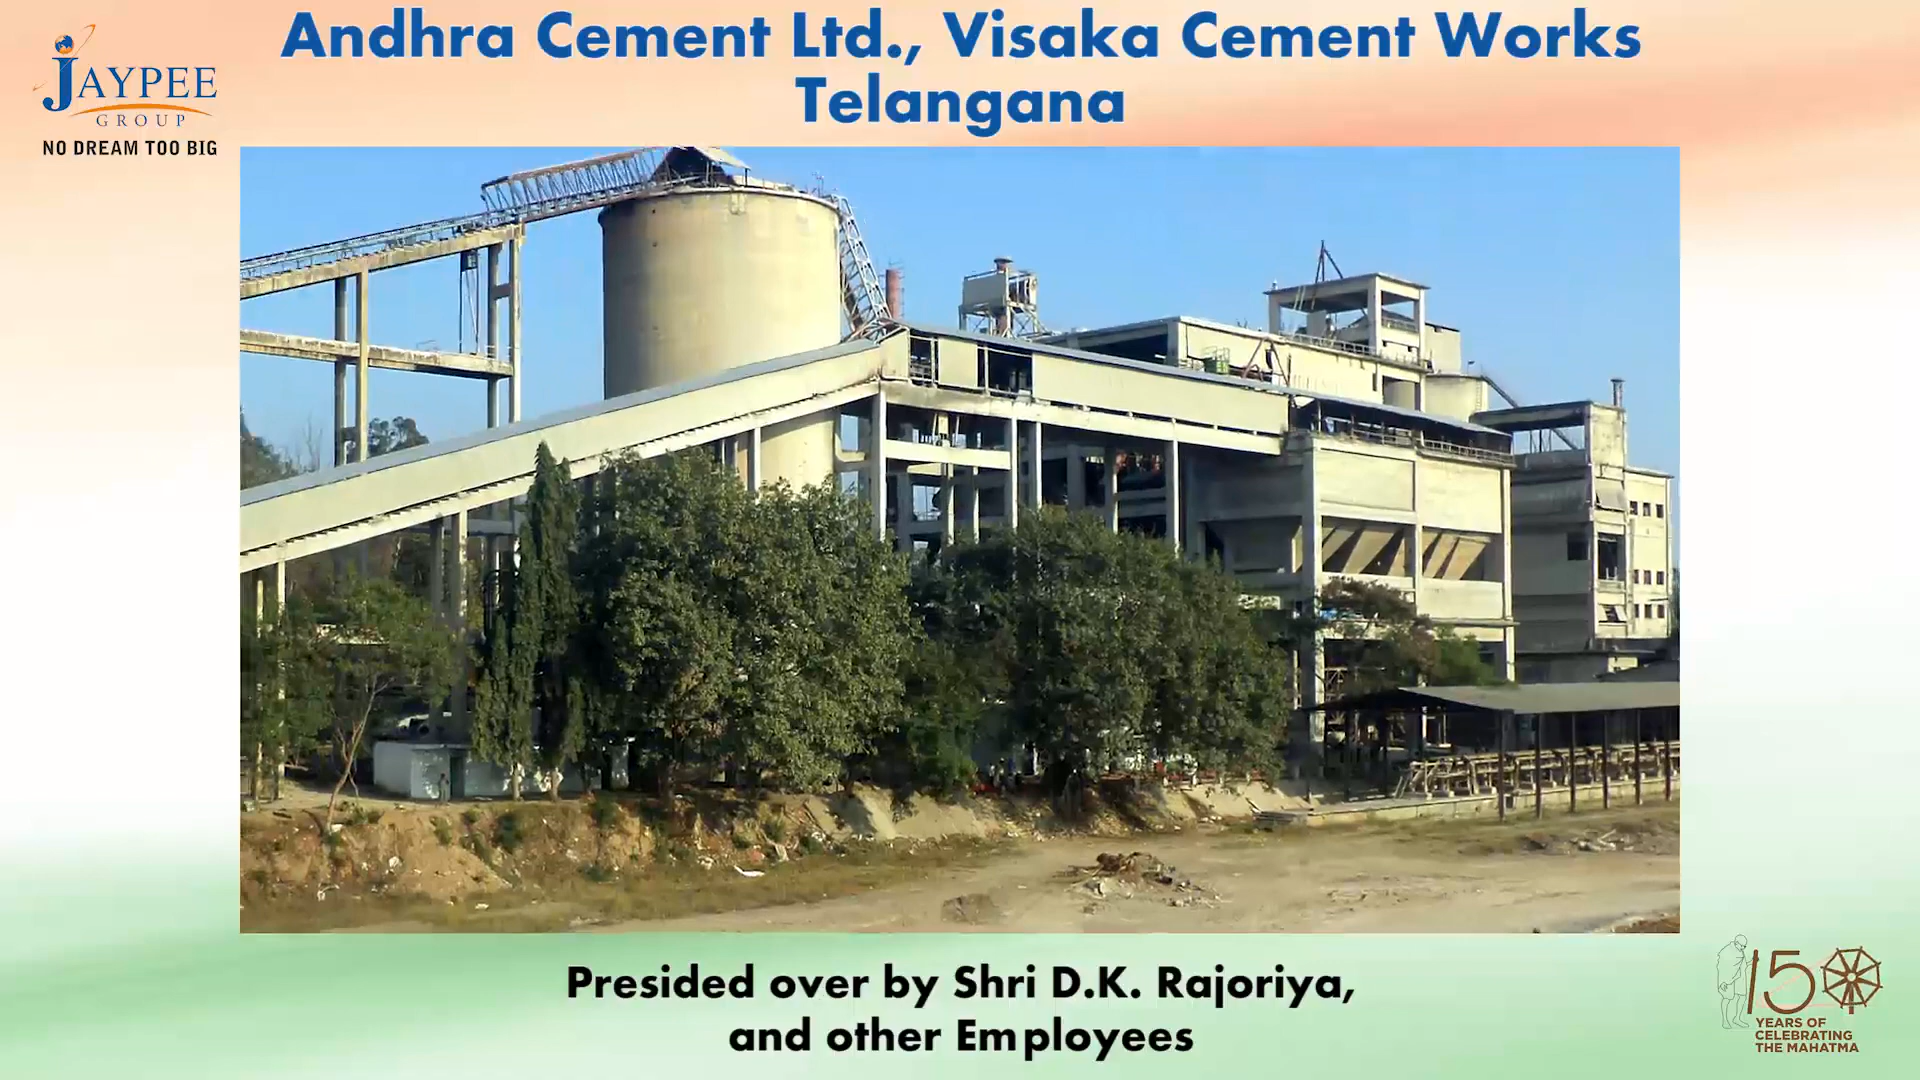 Andhra Cement Ltd., Visaka Cement Works
Telangana
JAYPEE
GROUP
NO DREAM TOO BIG
Presided over by Shri D.K. Rajoriya,
and other Employees
150
YEARS OF
CELEBRATING
THE MAHATMA